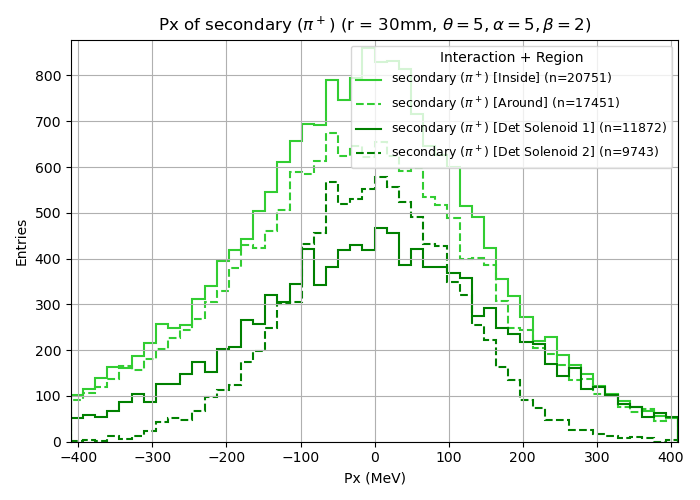 Px of secondary (π⁺) (r = 30mm, θ = 5, α = 5, β = 2)
Interaction + Region
secondary (π⁺) [Inside] (n=20751)
secondary (π⁺) [Around] (n=17451)
secondary (π⁺) [Det Solenoid 1] (n=11872)
secondary (π⁺) [Det Solenoid 2] (n=9743)
Entries
800
700
600
500
400
300
200
100
0
−400 −300 −200 −100 0 100 200 300 400
Px (MeV)